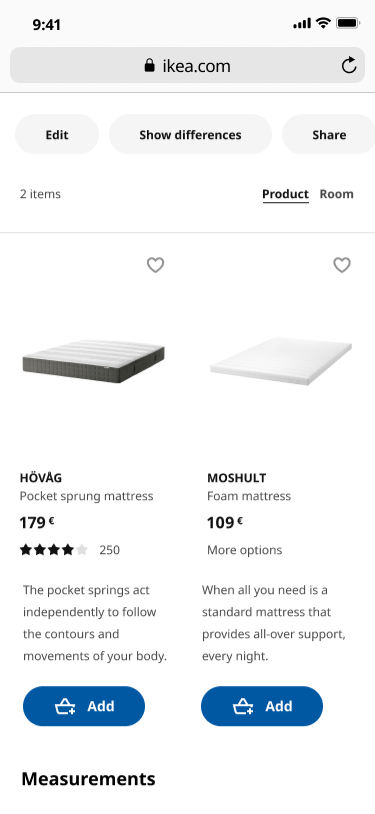 9:41
ikea.com
Edit
Show differences
Share
2 items
Product
Room
HÖVÅG
Pocket sprung mattress
179 €
250
The pocket springs act
independently to follow
the contours and
movements of your body.
Add
MOSHULT
Foam mattress
109 €
More options
When all you need is a
standard mattress that
provides all-over support,
every night.
Add
Measurements